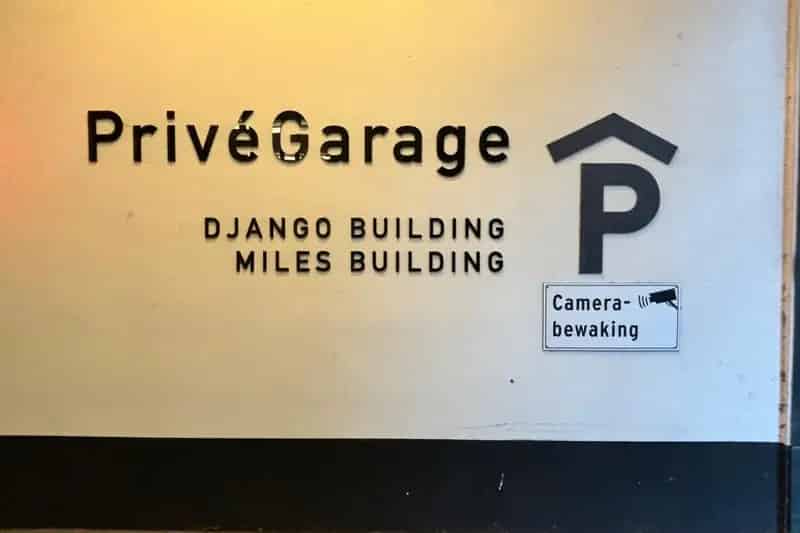 PrivéGarage
DJANGO BUILDING
MILES BUILDING
P
Camera-
bewaking